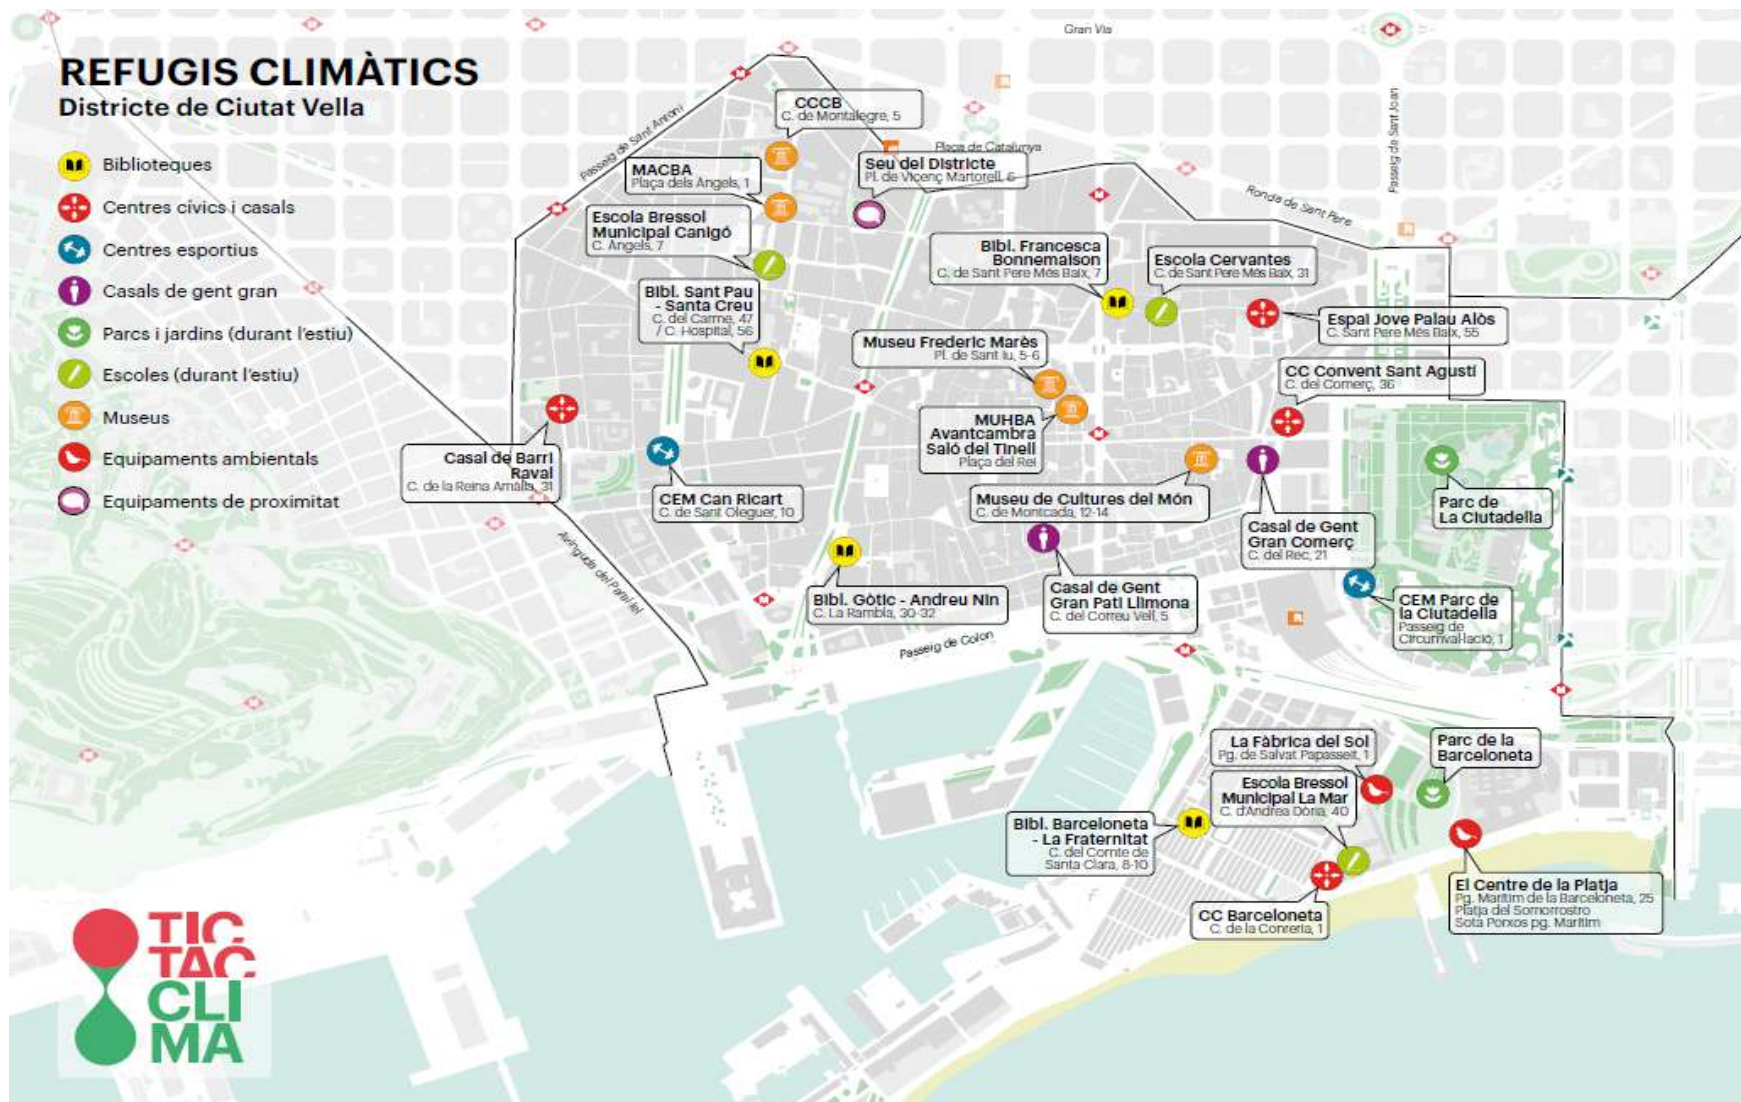 REFUGIS CLIMÀTICS
Districte de Ciutat Vella
Biblioteques
Centres cívics i casals
Centres esportius
Casals de gent gran
Parcs i jardins (durant l'estiu)
Escoles (durant l'estiu)
Museus
Equipaments ambientals
Equipaments de proximitat
Gran Via
Passeig de Sant Joan
Passeig de Sant Antoni
Plaça de Catalunya
Ronda de Sant Pere
CCCB
C. de Montalegre, 5
MACBA
Plaça dels Àngels, 1
Seu del Districte
Pl. de Vicenç Martorell, 6
Escola Bressol
Municipal Canigó
C. Àngels, 7
Bibl. Sant Pau
- Santa Creu
C. del Carme, 47
/ C. Hospital, 56
Bibl. Francesca
Bonnemaison
C. de Sant Pere Més Baix, 7
Escola Cervantes
C. de Sant Pere Més Baix, 31
Espai Jove Palau Alòs
C. Sant Pere Més Baix, 55
Museu Frederic Marès
Pl. de Sant Iu, 5-6
CC Convent Sant Agustí
C. del Comerç, 36
MUHBA
Avantcambra
Saló del Tinell
Plaça del Rei
Casal de Barri
Raval
C. de la Reina Amàlia, 31
CEM Can Ricart
C. de Sant Oleguer, 10
Museu de Cultures del Món
C. de Montcada, 12-14
Parc de
La Ciutadella
Casal de Gent
Gran Comerç
C. del Rec, 21
Avinguda del Paral·lel
Bibl. Gòtic - Andreu Nin
C. La Rambla, 30-32
Casal de Gent
Gran Pati Llimona
C. del Correu Vell, 5
CEM Parc de
la Ciutadella
Passeig de
Circumval·lació, 1
Passeig de Colon
La Fàbrica del Sol
Pg. de Salvat Papasseit, 1
Parc de la
Barceloneta
Escola Bressol
Municipal La Mar
C. d'Andrea Dòria, 40
Bibl. Barceloneta
- La Fraternitat
C. del Comte de
Santa Clara, 8-10
El Centre de la Platja
Pg. Marítim de la Barceloneta, 25
Platja del Somorrostro
Sota Porxos pg. Marítim
CC Barceloneta
C. de la Conreria, 1
TIC
TAC
CLI
MA